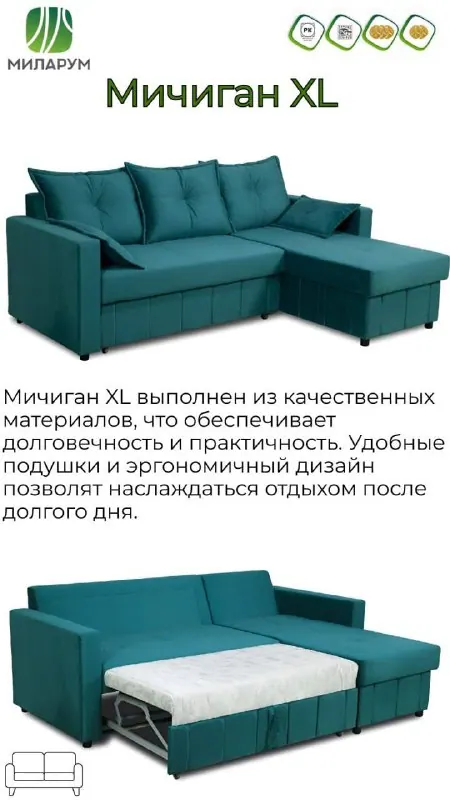 МИЛАРУМ
РК
Мичиган XL
Мичиган XL выполнен из качественных
материалов, что обеспечивает
долговечность и практичность. Удобные
подушки и эргономичный дизайн
позволят наслаждаться отдыхом после
долгого дня.